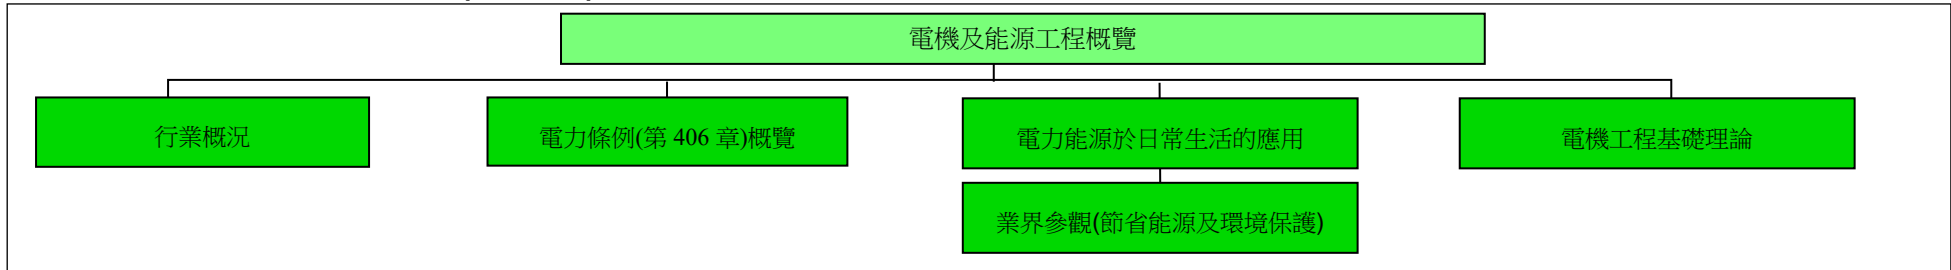 電機及能源工程概覽
行業概況
電力條例(第 406 章)概覽
電力能源於日常生活的應用
電機工程基礎理論
業界參觀(節省能源及環境保護)